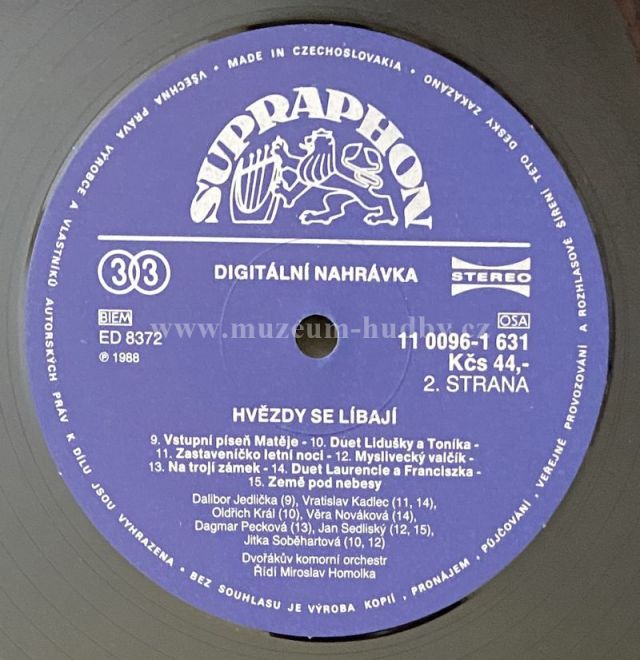 • MADE IN CZECHOSLOVAKIA • VEŘEJNÉ PROVOZOVÁNÍ A ROZHLASOVÉ ŠÍŘENÍ TÉTO DESKY ZAKÁZÁNO •
VŠECHNA PRÁVA VÝROBCE A VLASTNÍKŮ AUTORSKÝCH PRÁV K DÍLU JSOU VYHRAZENA • BEZ SOUHLASU JE VÝROBA KOPIÍ, PRONÁJEM, PŮJČOVÁNÍ,
SUPRAPHON
33
DIGITÁLNÍ NAHRÁVKA
STEREO
BIEM
ED 8372
℗ 1988
www.muzeum-hudby.cz
OSA
11 0096-1 631
Kčs 44,-
2. STRANA
HVĚZDY SE LÍBAJÍ
9. Vstupní píseň Matěje - 10. Duet Lidušky a Toníka -
11. Zastaveníčko letní noci - 12. Myslivecký valčík -
13. Na trojí zámek - 14. Duet Laurencie a Franciszka -
15. Země pod nebesy
Dalibor Jedlička (9), Vratislav Kadlec (11, 14),
Oldřich Král (10), Věra Nováková (14),
Dagmar Pecková (13), Jan Sedliský (12, 15),
Jitka Soběhartová (10, 12)
Dvořákův komorní orchestr
Řídí Miroslav Homolka